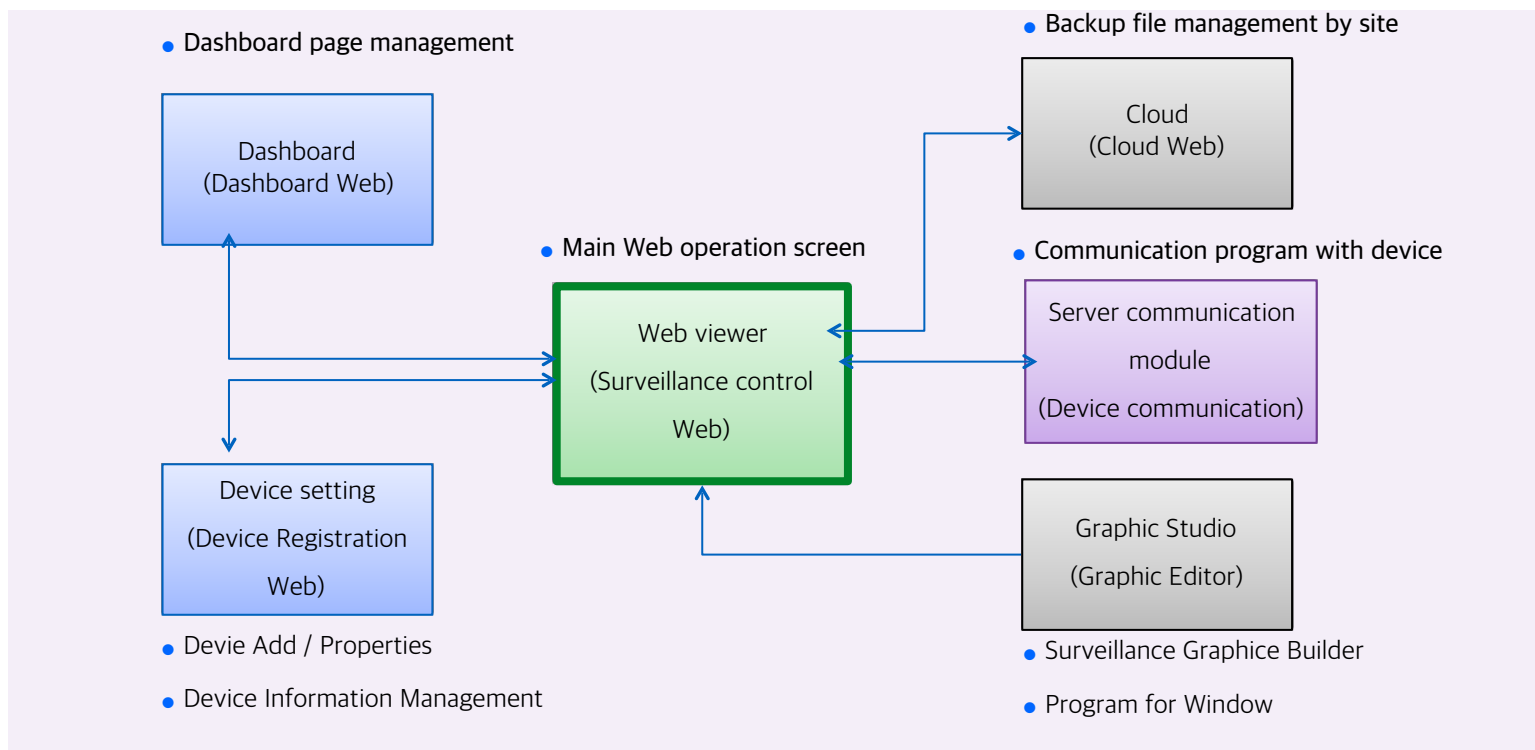 Dashboard page management
Dashboard
(Dashboard Web)
Backup file management by site
Cloud
(Cloud Web)
Main Web operation screen
Web viewer
(Surveillance control
Web)
Communication program with device
Server communication
module
(Device communication)
Device setting
(Device Registration
Web)
Devie Add / Properties
Device Information Management
Graphic Studio
(Graphic Editor)
Surveillance Graphice Builder
Program for Window